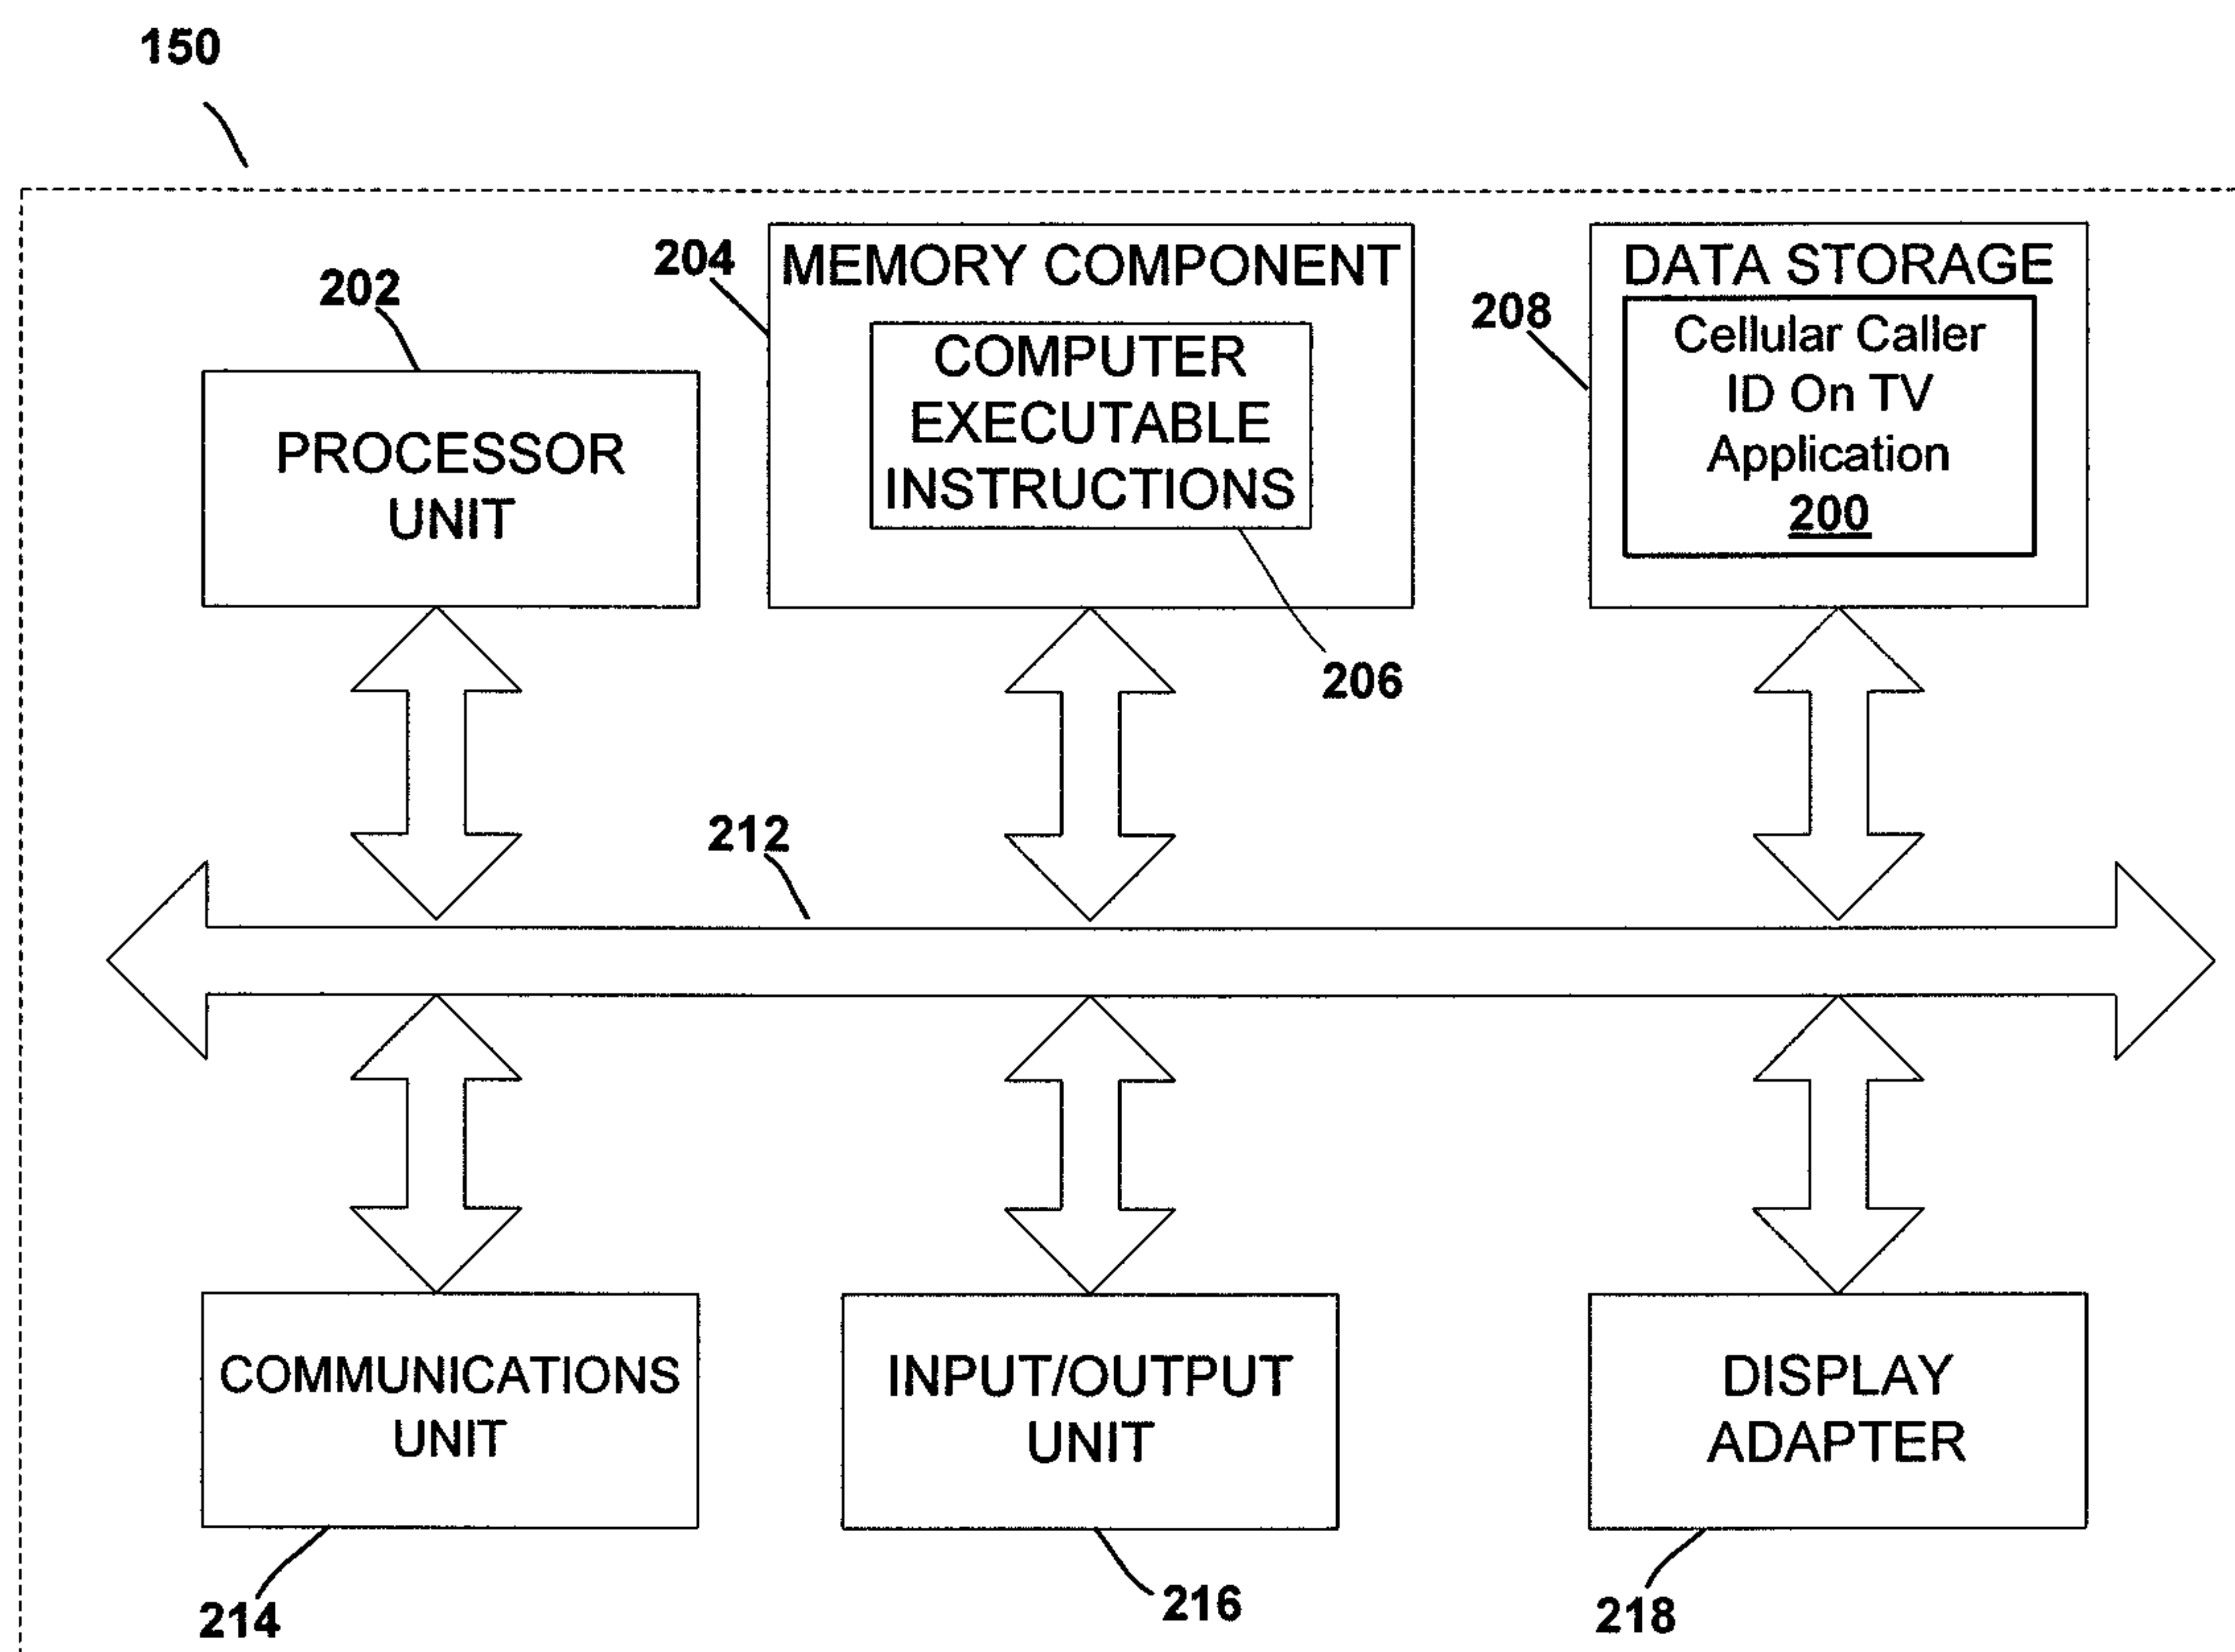 150
202
PROCESSOR
UNIT
204
MEMORY COMPONENT
COMPUTER
EXECUTABLE
INSTRUCTIONS
206
208
DATA STORAGE
Cellular Caller
ID On TV
Application
200
212
COMMUNICATIONS
UNIT
214
INPUT/OUTPUT
UNIT
216
DISPLAY
ADAPTER
218